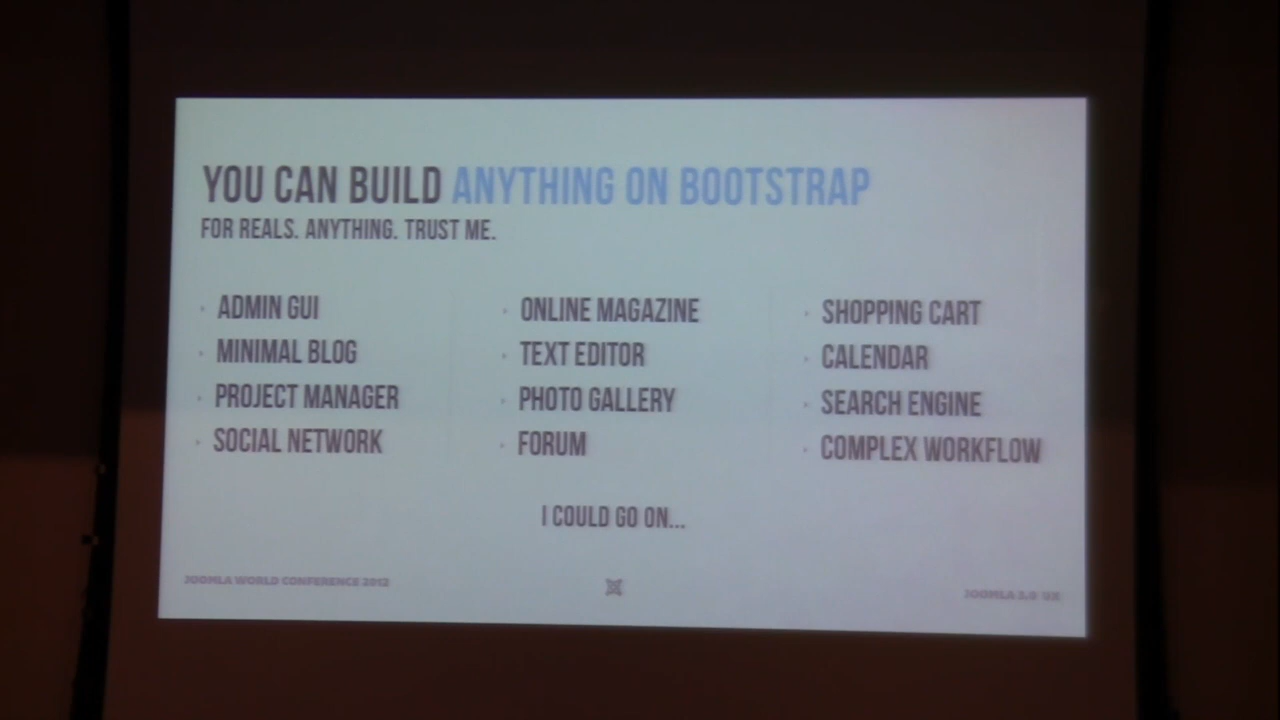 YOU CAN BUILD ANYTHING ON BOOTSTRAP
FOR REALS. ANYTHING. TRUST ME.
· ADMIN GUI
· MINIMAL BLOG
· PROJECT MANAGER
· SOCIAL NETWORK
· ONLINE MAGAZINE
· TEXT EDITOR
· PHOTO GALLERY
· FORUM
· SHOPPING CART
· CALENDAR
· SEARCH ENGINE
· COMPLEX WORKFLOW
I COULD GO ON...
JOOMLA WORLD CONFERENCE 2012
JOOMLA